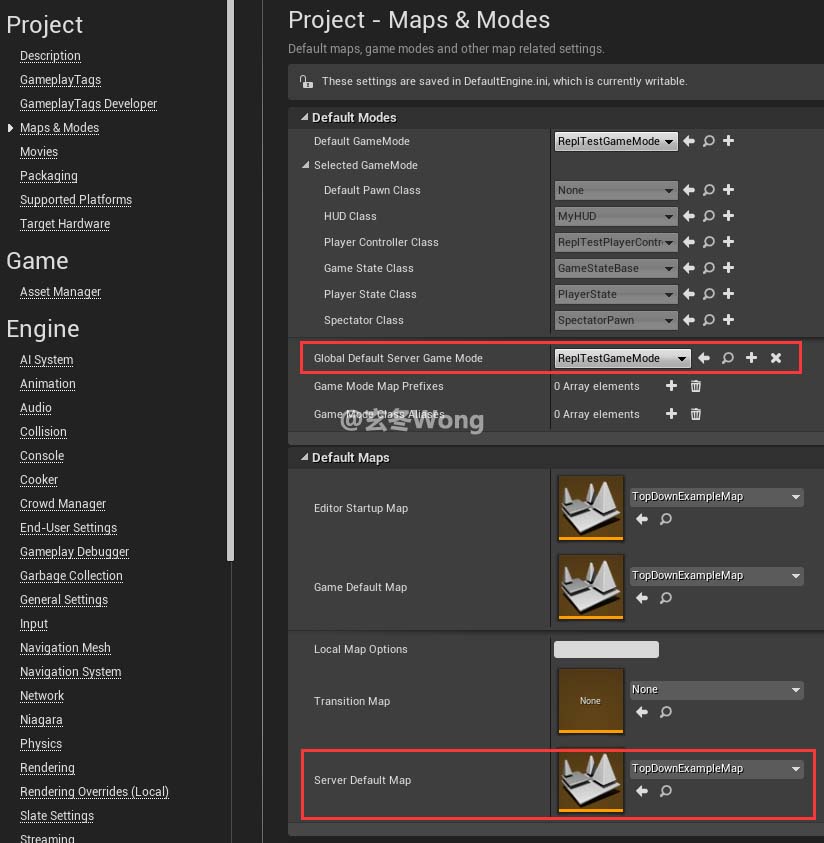 Project
Description
GameplayTags
GameplayTags Developer
Maps & Modes
Movies
Packaging
Supported Platforms
Target Hardware
Game
Asset Manager
Engine
AI System
Animation
Audio
Collision
Console
Cooker
Crowd Manager
End-User Settings
Gameplay Debugger
Garbage Collection
General Settings
Input
Navigation Mesh
Navigation System
Network
Niagara
Physics
Rendering
Rendering Overrides (Local)
Slate Settings
Streaming
Project - Maps & Modes
Default maps, game modes and other map related settings.
These settings are saved in DefaultEngine.ini, which is currently writable.
Default Modes
Default GameMode ReplTestGameMode
Selected GameMode
Default Pawn Class None
HUD Class MyHUD
Player Controller Class ReplTestPlayerContr
Game State Class GameStateBase
Player State Class PlayerState
Spectator Class SpectatorPawn
Global Default Server Game Mode ReplTestGameMode
Game Mode Map Prefixes 0 Array elements
Game Mode Class Aliases 0 Array elements
@玄冬Wong
Default Maps
Editor Startup Map TopDownExampleMap
Game Default Map TopDownExampleMap
Local Map Options
Transition Map None None
Server Default Map TopDownExampleMap